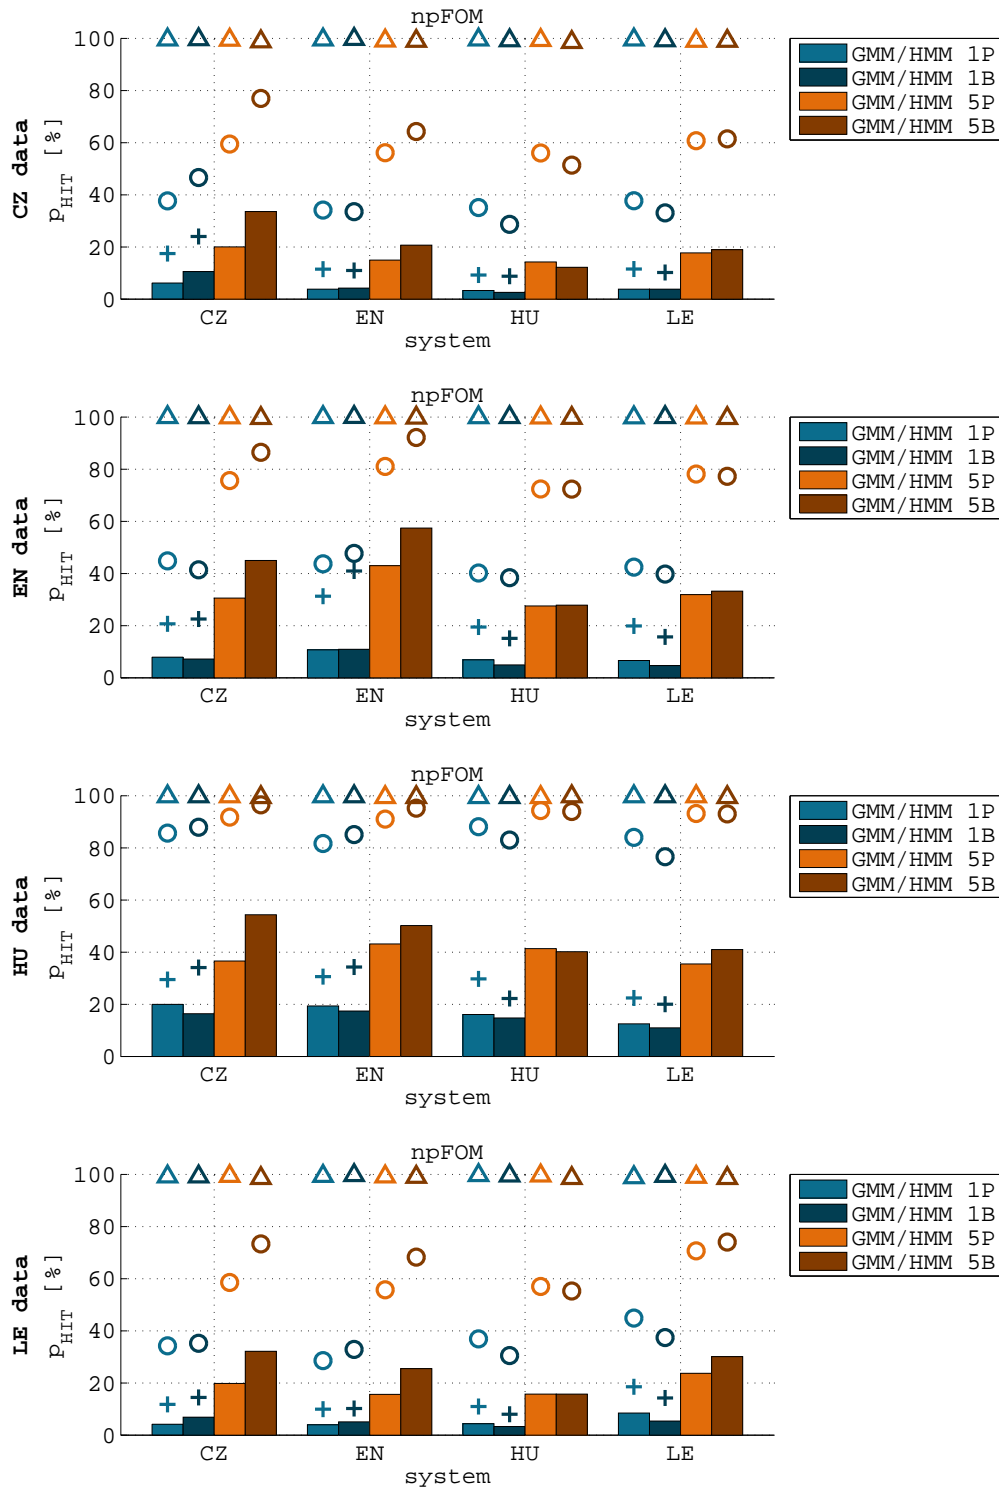 npFOM
100
80
60
40
20
0
CZ data
pHIT [%]
CZ EN HU LE
system
GMM/HMM 1P
GMM/HMM 1B
GMM/HMM 5P
GMM/HMM 5B
npFOM
100
80
60
40
20
0
EN data
pHIT [%]
CZ EN HU LE
system
GMM/HMM 1P
GMM/HMM 1B
GMM/HMM 5P
GMM/HMM 5B
npFOM
100
80
60
40
20
0
HU data
pHIT [%]
CZ EN HU LE
system
GMM/HMM 1P
GMM/HMM 1B
GMM/HMM 5P
GMM/HMM 5B
npFOM
100
80
60
40
20
0
LE data
pHIT [%]
CZ EN HU LE
system
GMM/HMM 1P
GMM/HMM 1B
GMM/HMM 5P
GMM/HMM 5B